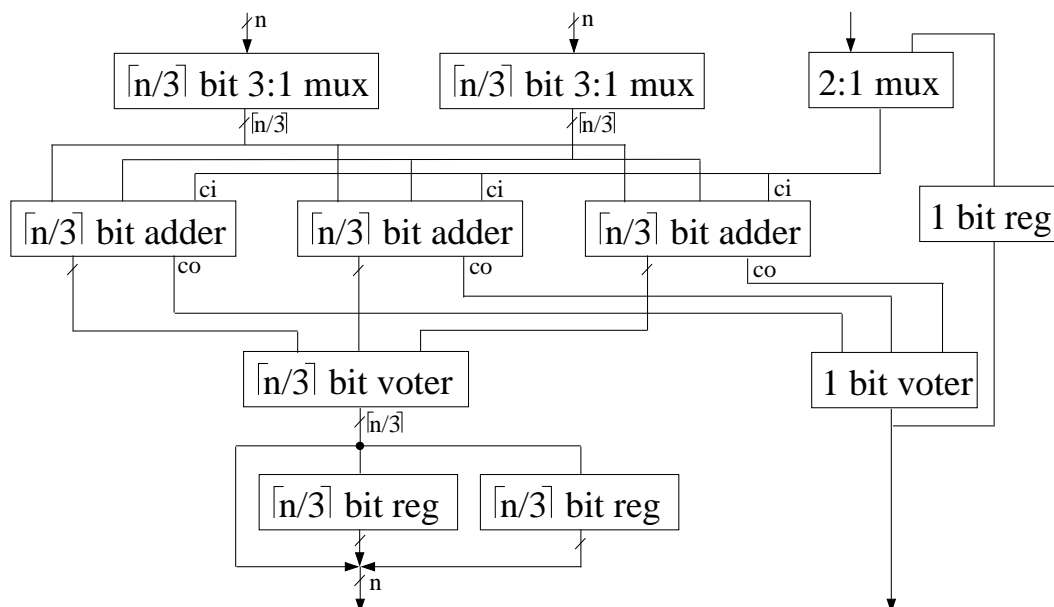 n n
⌈n/3⌉ bit 3:1 mux ⌈n/3⌉ bit 3:1 mux 2:1 mux
⌈n/3⌉ ⌈n/3⌉
ci ci ci
⌈n/3⌉ bit adder ⌈n/3⌉ bit adder ⌈n/3⌉ bit adder 1 bit reg
co co co
⌈n/3⌉ bit voter 1 bit voter
⌈n/3⌉
⌈n/3⌉ bit reg ⌈n/3⌉ bit reg
n